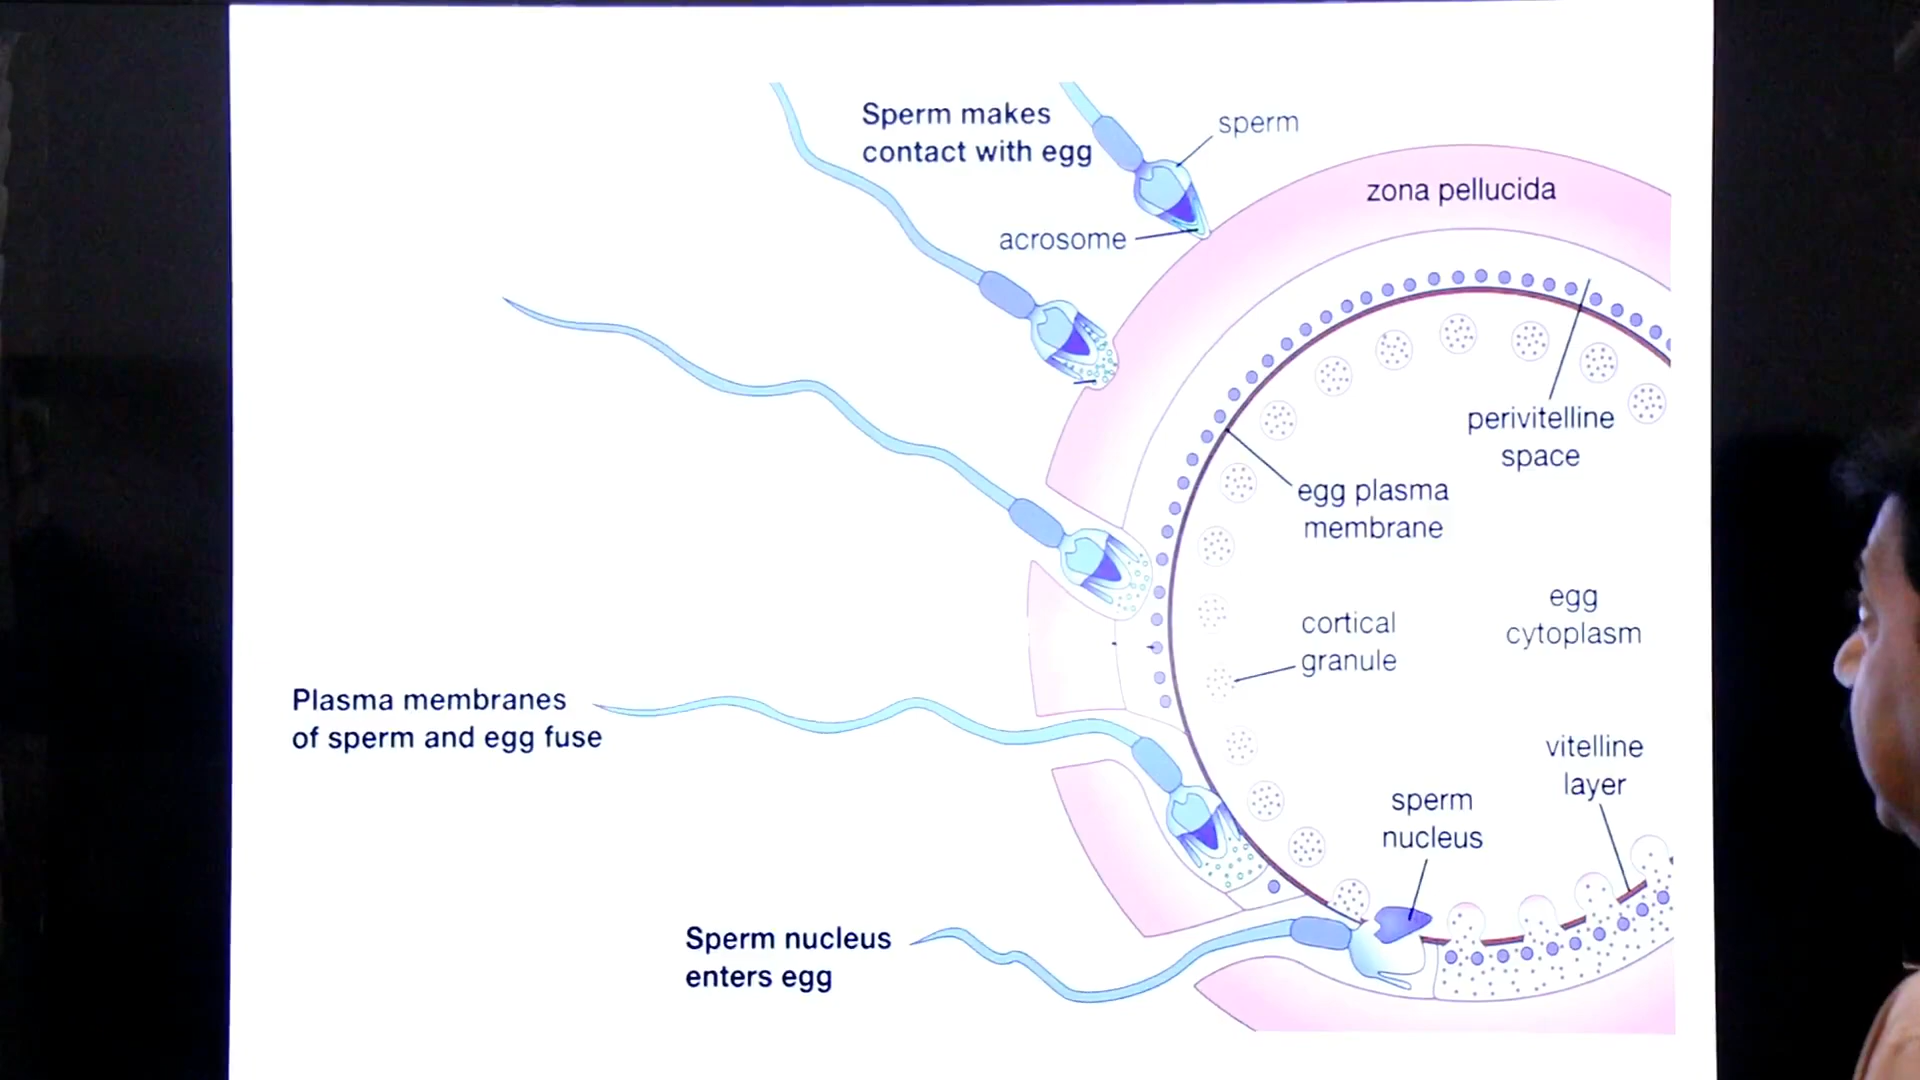 Sperm makes
contact with egg
sperm
zona pellucida
acrosome
perivitelline
space
egg plasma
membrane
egg
cytoplasm
cortical
granule
Plasma membranes
of sperm and egg fuse
vitelline
layer
sperm
nucleus
Sperm nucleus
enters egg